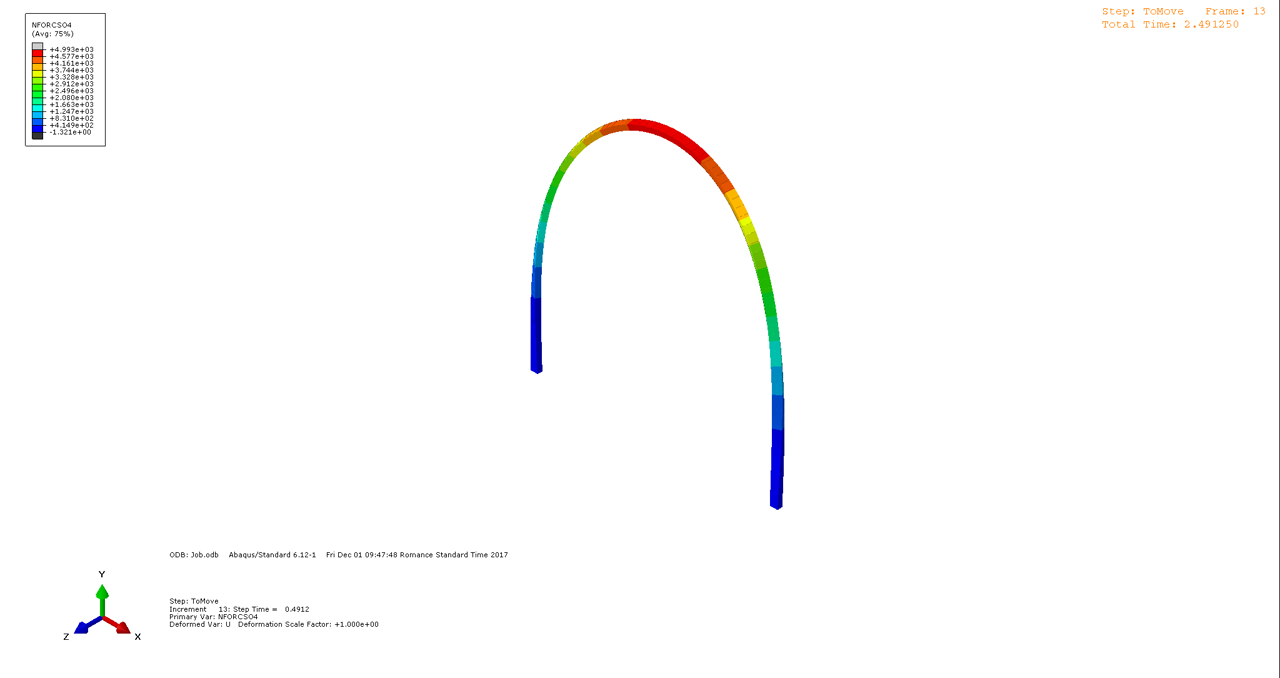 NFORCSO4
(Avg: 75%)
+4.993e+03
+4.577e+03
+4.161e+03
+3.744e+03
+3.328e+03
+2.912e+03
+2.496e+03
+2.080e+03
+1.663e+03
+1.247e+03
+8.310e+02
+4.149e+02
-1.321e+00
Step: ToMove Frame: 13
Total Time: 2.491250
ODB: Job.odb Abaqus/Standard 6.12-1 Fri Dec 01 09:47:48 Romance Standard Time 2017
Y
Z X
Step: ToMove
Increment 13: Step Time = 0.4912
Primary Var: NFORCSO4
Deformed Var: U Deformation Scale Factor: +1.000e+00